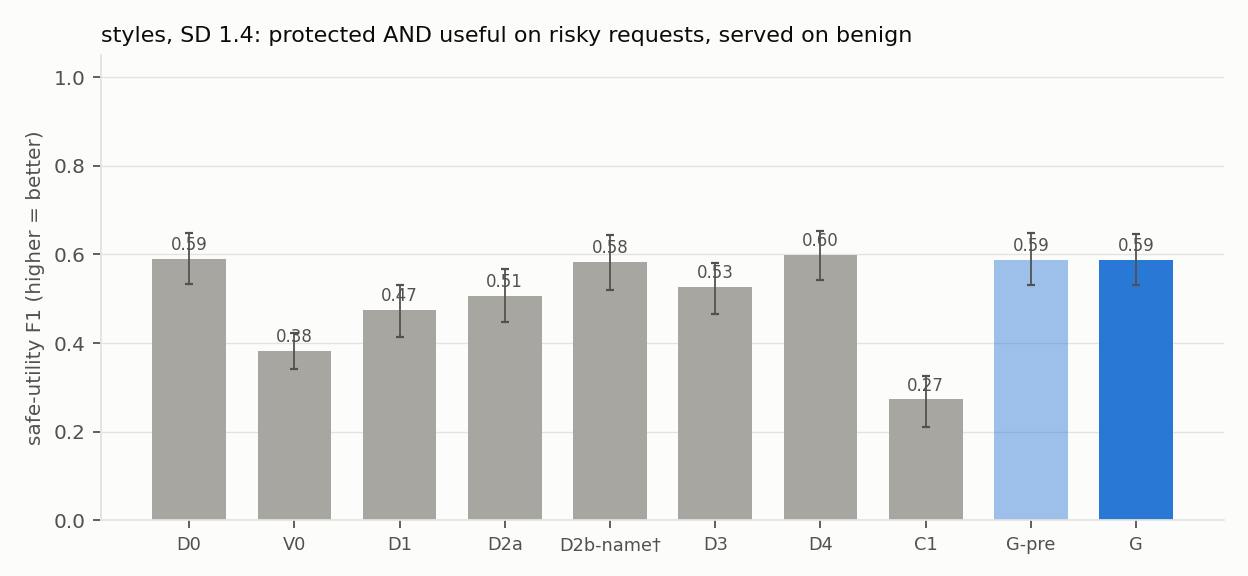 styles, SD 1.4: protected AND useful on risky requests, served on benign
safe-utility F1 (higher = better)
1.0
0.8
0.6
0.4
0.2
0.0
0.59
0.38
0.47
0.51
0.58
0.53
0.60
0.27
0.59
0.59
D0
V0
D1
D2a
D2b-name†
D3
D4
C1
G-pre
G